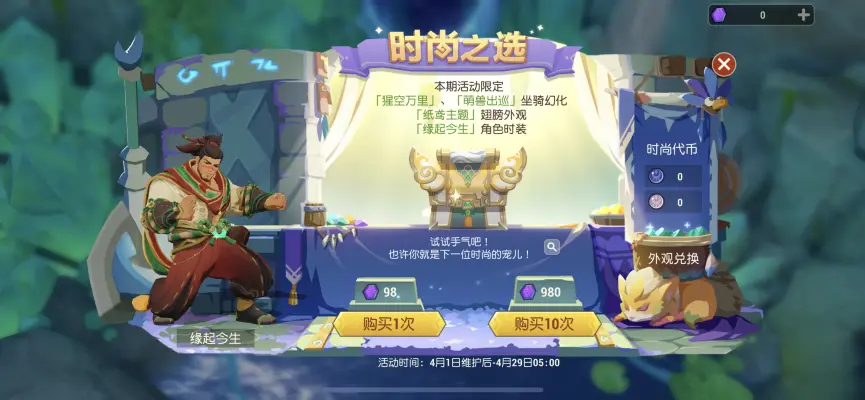 0
时尚之选
本期活动限定
「猩空万里」、「萌兽出巡」坐骑幻化
「纸鸢主题」翅膀外观
「缘起今生」角色时装
时尚代币
0
0
试试手气吧！
也许你就是下一位时尚的宠儿！
外观兑换
98
980
购买1次
购买10次
缘起今生
活动时间：4月1日维护后-4月29日05:00